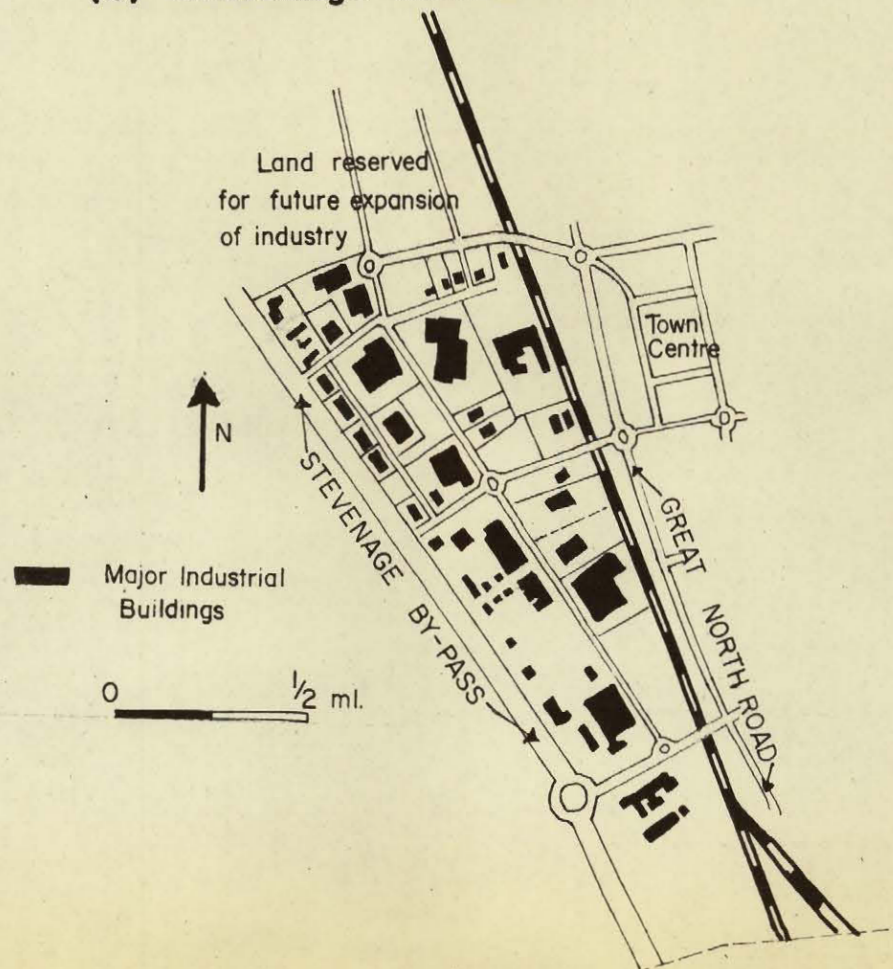 Land reserved
for future expansion
of industry
Town
Centre
N
STEVENAGE BY-PASS
GREAT NORTH ROAD
Major Industrial
Buildings
0 1/2 ml.